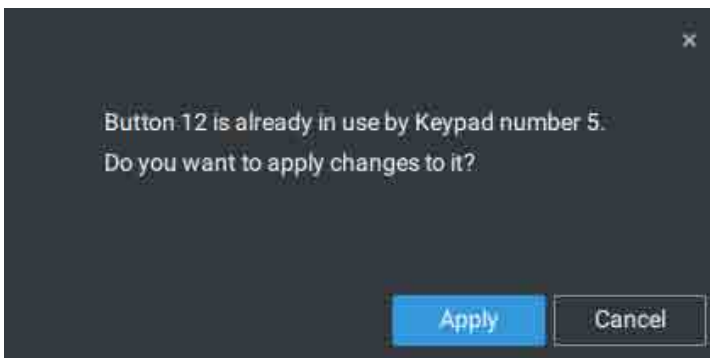 Button 12 is already in use by Keypad number 5.
Do you want to apply changes to it?
Apply
Cancel